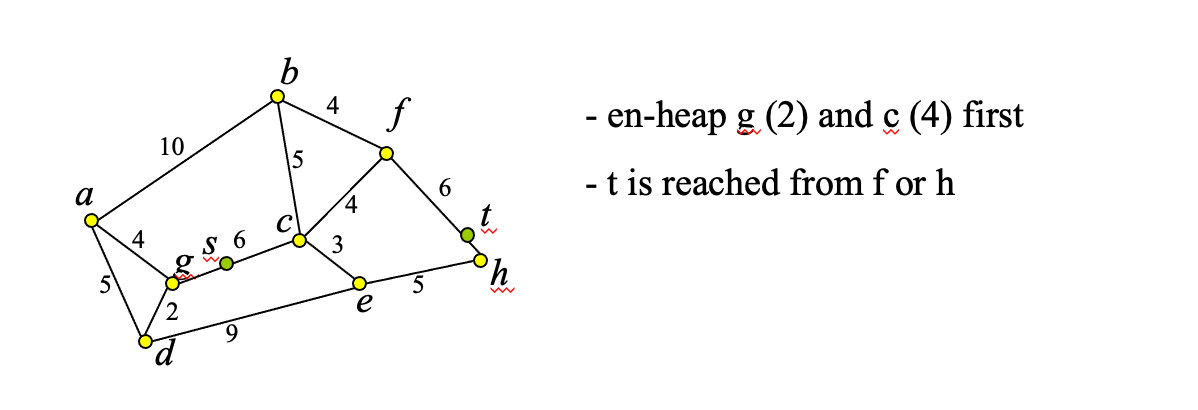 b
4
f
10
5
6
a
4
t
c
4
s
6
3
g
h
5
5
e
2
9
d
- en-heap g (2) and c (4) first
- t is reached from f or h